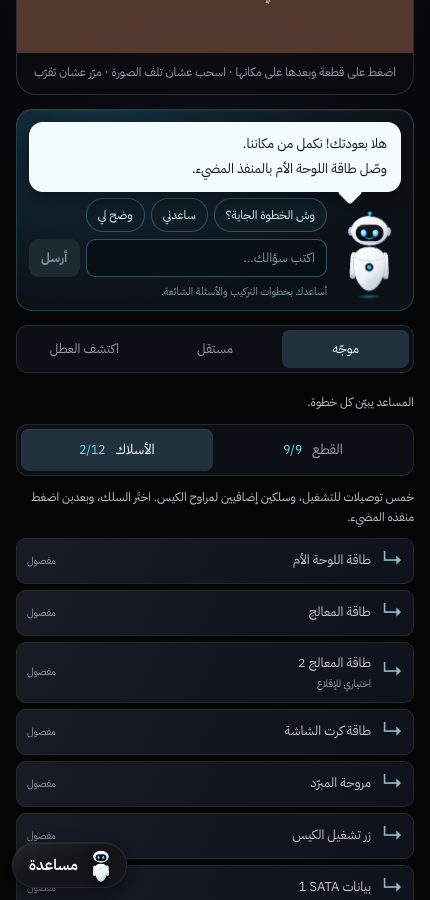 اضغط على قطعة وبعدها على مكانها · اسحب عشان تلف الصورة · مرّر عشان تقرّب
هلا بعودتك! نكمل من مكاننا.
وصّل طاقة اللوحة الأم بالمنفذ المضيء.
وش الخطوة الجاية؟
ساعدني
وضح لي
اكتب سؤالك...
أرسل
أساعدك بخطوات التركيب والأسئلة الشائعة.
موجّه
مستقل
اكتشف العطل
المساعد يبيّن كل خطوة.
القطع 9/9
الأسلاك 2/12
خمس توصيلات للتشغيل، وسلكين إضافيين لمراوح الكيس. اختَر السلك، وبعدين اضغط
منفذه المضيء.
طاقة اللوحة الأم
مفصول
طاقة المعالج
مفصول
طاقة المعالج 2
اختياري للإقلاع
مفصول
طاقة كرت الشاشة
مفصول
مروحة المبرّد
مفصول
زر تشغيل الكيس
مفصول
بيانات SATA 1
مساعدة